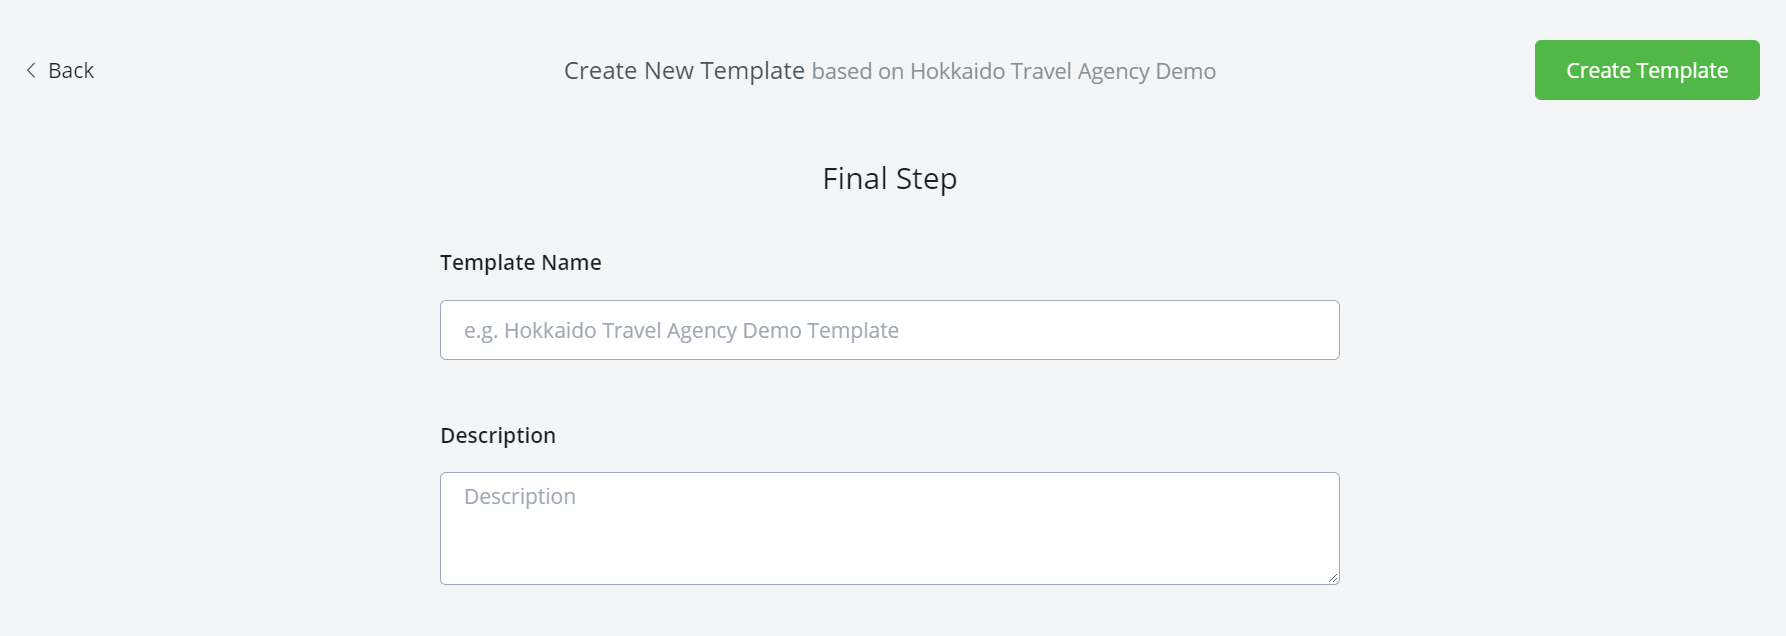 Back
Create New Template based on Hokkaido Travel Agency Demo
Create Template
Final Step
Template Name
e.g. Hokkaido Travel Agency Demo Template
Description
Description